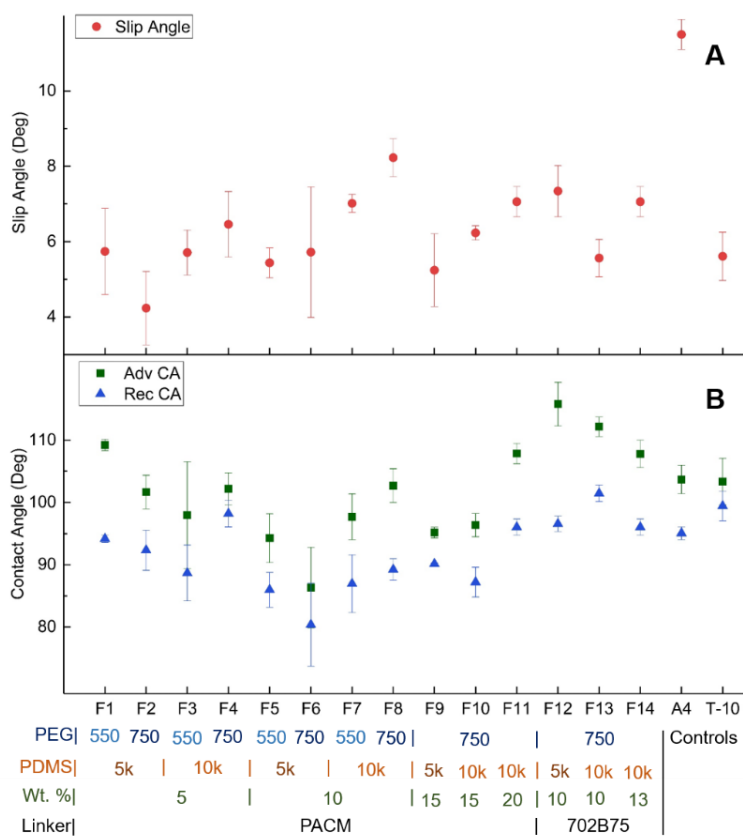 Slip Angle
A
10
8
6
4
Slip Angle (Deg)
Adv CA
Rec CA
B
110
100
90
80
Contact Angle (Deg)
F1 F2 F3 F4 F5 F6 F7 F8 F9 F10 F11 F12 F13 F14 A4 T-10
PEG| 550 750 | 550 750 | 550 750 | 550 750 | 750 | 750 Controls
PDMS| 5k | 10k | 5k | 10k | 5k 10k 10k | 5k 10k 10k
Wt. %| 5 | 10 | 15 15 20 | 10 10 13
Linker| PACM | 702B75